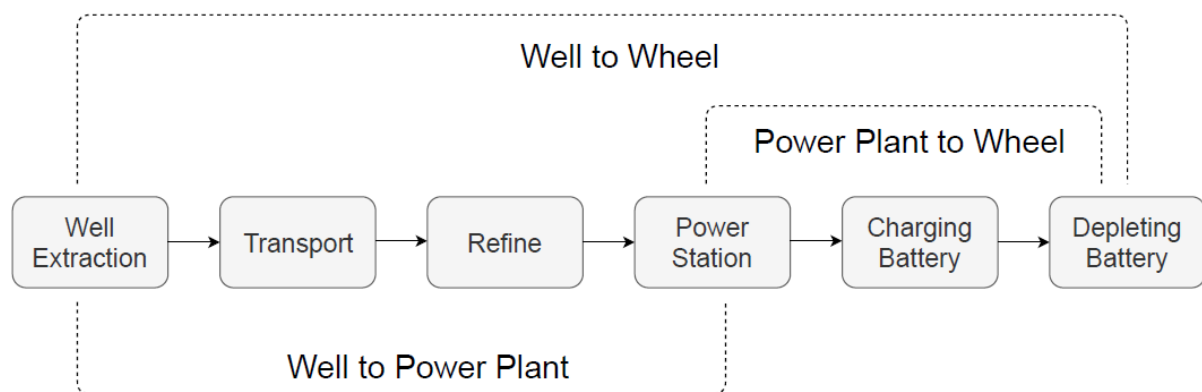 Well to Wheel
Power Plant to Wheel
Well
Extraction
Transport
Refine
Power
Station
Charging
Battery
Depleting
Battery
Well to Power Plant